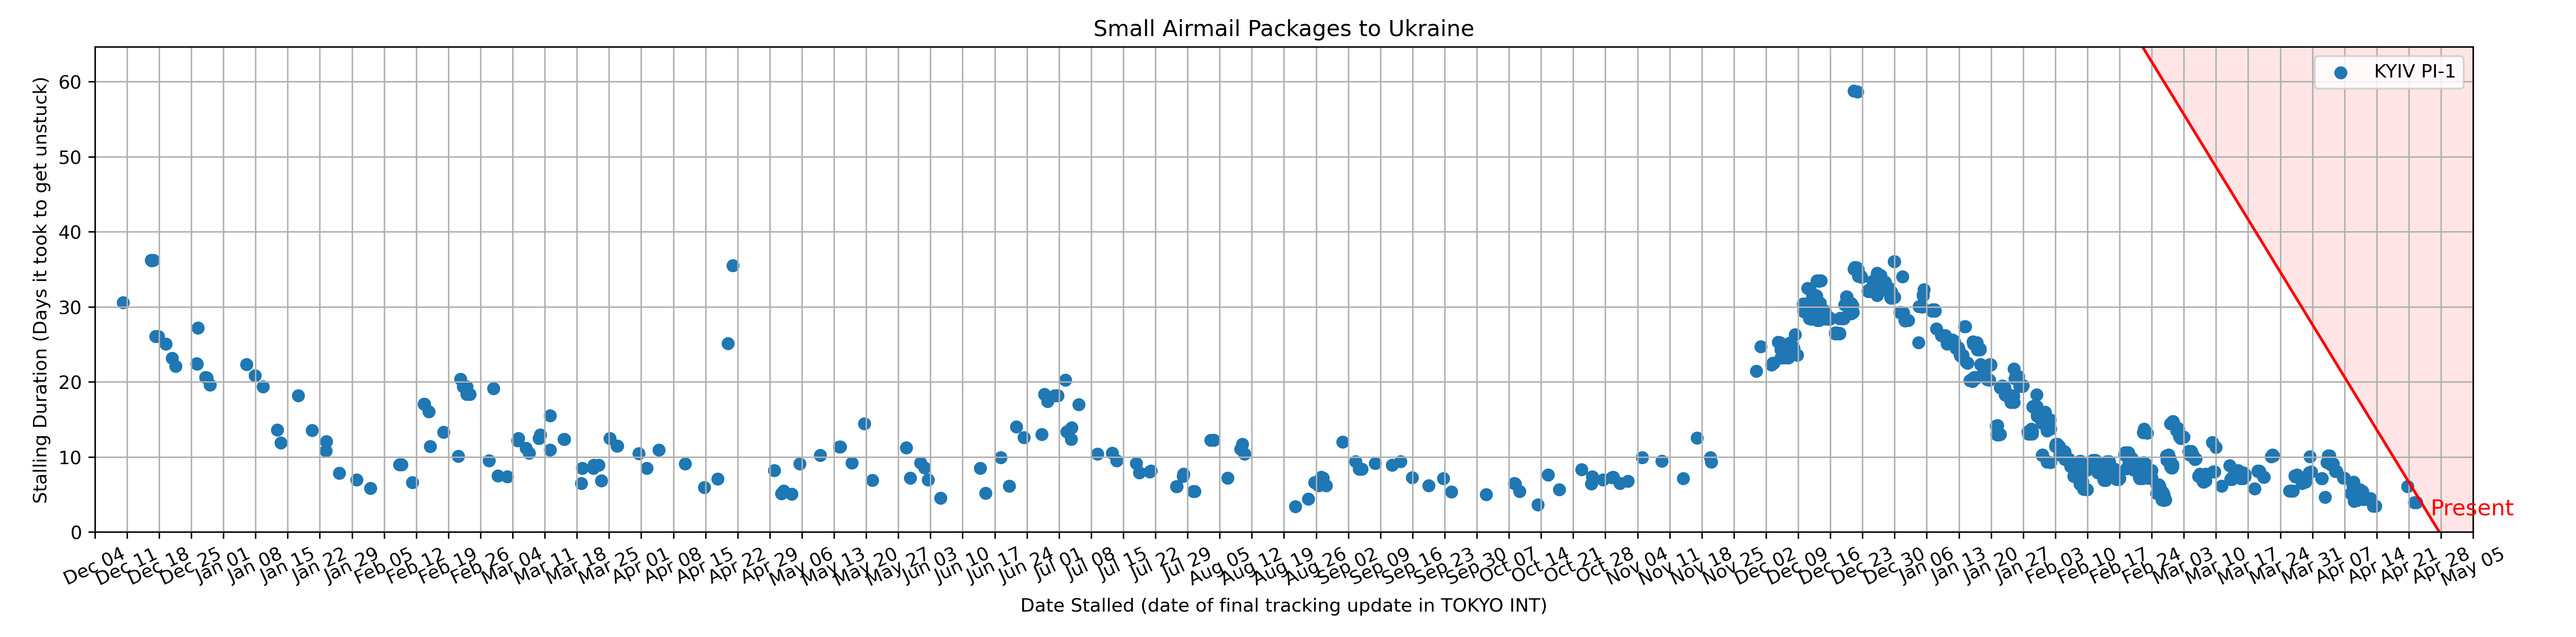 Small Airmail Packages to Ukraine
KYIV PI-1
Stalling Duration (Days it took to get unstuck)
60
50
40
30
20
10
0
Present
Dec 04
Dec 11
Dec 18
Dec 25
Jan 01
Jan 08
Jan 15
Jan 22
Jan 29
Feb 05
Feb 12
Feb 19
Feb 26
Mar 04
Mar 11
Mar 18
Mar 25
Apr 01
Apr 08
Apr 15
Apr 22
Apr 29
May 06
May 13
May 20
May 27
Jun 03
Jun 10
Jun 17
Jun 24
Jul 01
Jul 08
Jul 15
Jul 22
Jul 29
Aug 05
Aug 12
Aug 19
Aug 26
Sep 02
Sep 09
Sep 16
Sep 23
Sep 30
Oct 07
Oct 14
Oct 21
Oct 28
Nov 04
Nov 11
Nov 18
Nov 25
Dec 02
Dec 09
Dec 16
Dec 23
Dec 30
Jan 06
Jan 13
Jan 20
Jan 27
Feb 03
Feb 10
Feb 17
Feb 24
Mar 03
Mar 10
Mar 17
Mar 24
Mar 31
Apr 07
Apr 14
Apr 21
Apr 28
May 05
Date Stalled (date of final tracking update in TOKYO INT)